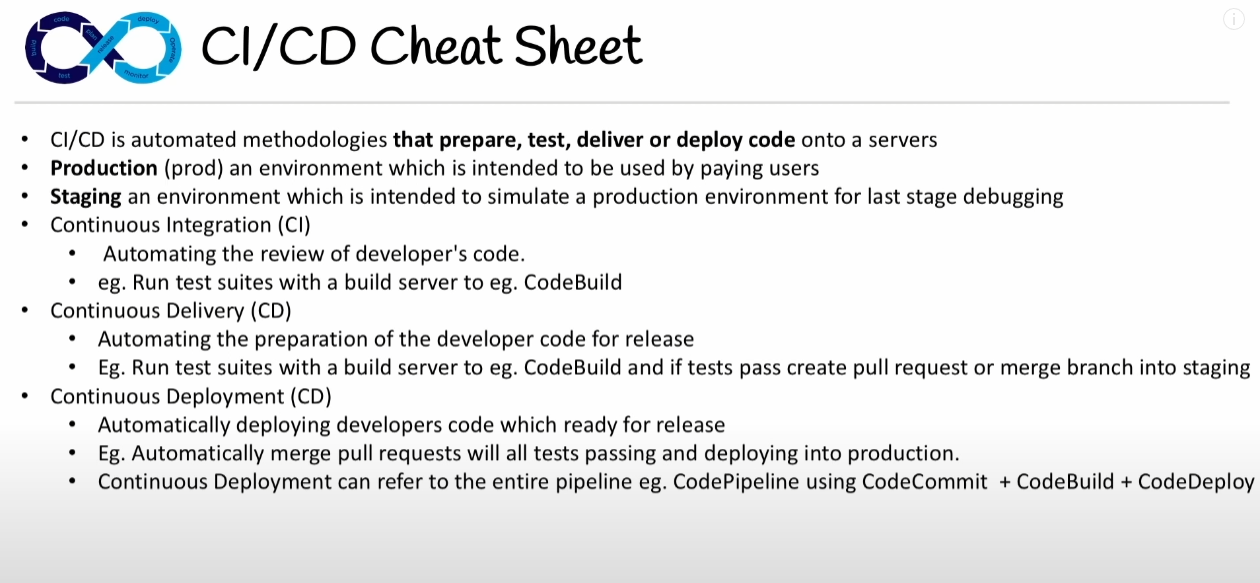 code
deploy
build
plan
release
operate
test
monitor
CI/CD Cheat Sheet
i
• CI/CD is automated methodologies that prepare, test, deliver or deploy code onto a servers
• Production (prod) an environment which is intended to be used by paying users
• Staging an environment which is intended to simulate a production environment for last stage debugging
• Continuous Integration (CI)
• Automating the review of developer's code.
• eg. Run test suites with a build server to eg. CodeBuild
• Continuous Delivery (CD)
• Automating the preparation of the developer code for release
• Eg. Run test suites with a build server to eg. CodeBuild and if tests pass create pull request or merge branch into staging
• Continuous Deployment (CD)
• Automatically deploying developers code which ready for release
• Eg. Automatically merge pull requests will all tests passing and deploying into production.
• Continuous Deployment can refer to the entire pipeline eg. CodePipeline using CodeCommit + CodeBuild + CodeDeploy